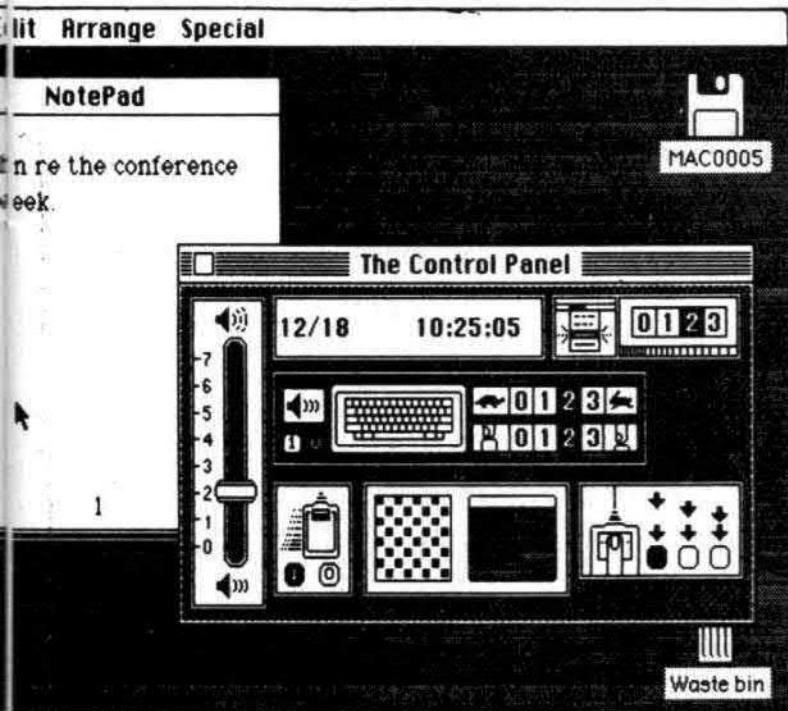 Edit Arrange Special
NotePad
n re the conference
eek.
1
MAC0005
The Control Panel
12/18 10:25:05
0 1 2 3
7
6
5
4
3
2
1
0
0 1 2 3
1
0 1 2 3
1 0
Waste bin